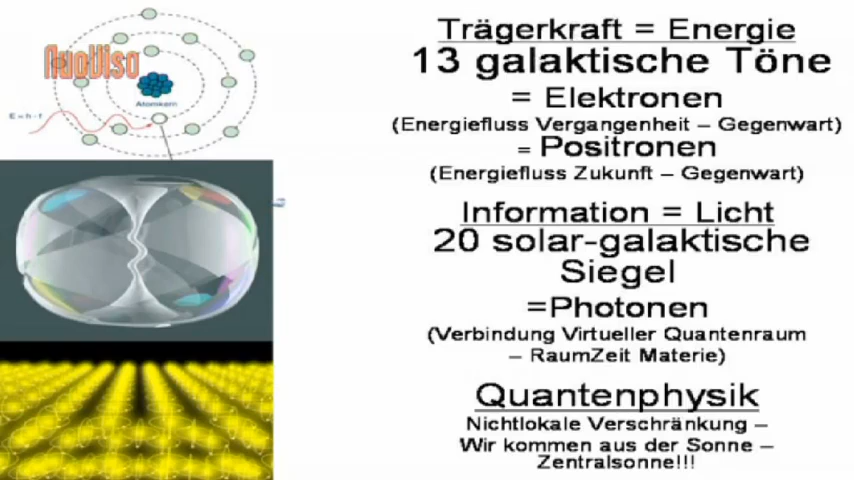 NuoViso
Atomkern
E = h · f
Trägerkraft = Energie
13 galaktische Töne
= Elektronen
(Energiefluss Vergangenheit – Gegenwart)
= Positronen
(Energiefluss Zukunft – Gegenwart)
Information = Licht
20 solar-galaktische
Siegel
=Photonen
(Verbindung Virtueller Quantenraum
– RaumZeit Materie)
Quantenphysik
Nichtlokale Verschränkung –
Wir kommen aus der Sonne –
Zentralsonne!!!